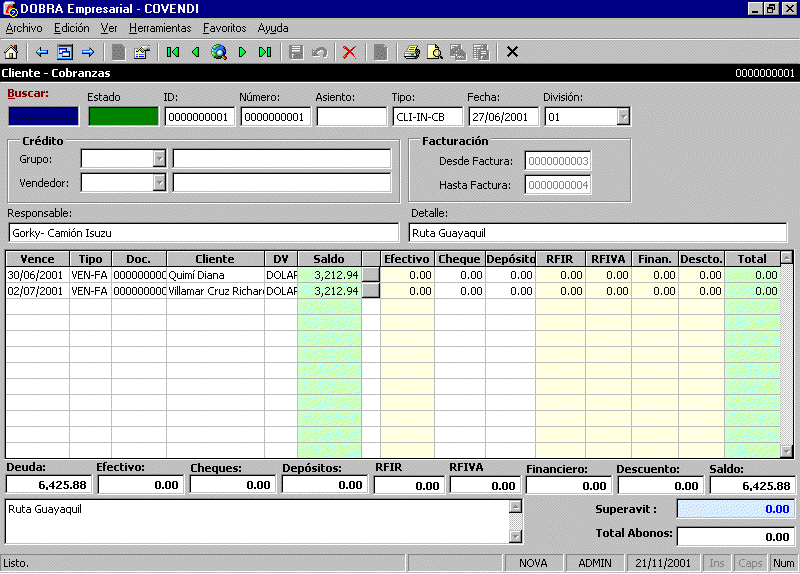 DOBRA Empresarial - COVENDI
Archivo Edición Ver Herramientas Favoritos Ayuda
Cliente - Cobranzas 0000000001
Buscar: Estado ID: Número: Asiento: Tipo: Fecha: División:
0000000001 0000000001 CLI-IN-CB 27/06/2001 01
Crédito Facturación
Grupo: Desde Factura: 0000000003
Vendedor: Hasta Factura: 0000000004
Responsable: Detalle:
Gorky- Camión Isuzu Ruta Guayaquil
Vence Tipo Doc. Cliente DV Saldo Efectivo Cheque Depósito RFIR RFIVA Finan. Descto. Total
30/06/2001 VEN-FA 000000000 Quimí Diana DOLAR 3,212.94 0.00 0.00 0.00 0.00 0.00 0.00 0.00 0.00
02/07/2001 VEN-FA 000000000 Villamar Cruz Richard DOLAR 3,212.94 0.00 0.00 0.00 0.00 0.00 0.00 0.00 0.00
Deuda: Efectivo: Cheques: Depósitos: RFIR RFIVA Financiero: Descuento : Saldo:
6,425.88 0.00 0.00 0.00 0.00 0.00 0.00 0.00 6,425.88
Ruta Guayaquil Superavit : 0.00
Total Abonos: 0.00
Listo. NOVA ADMIN 21/11/2001 Ins Caps Num